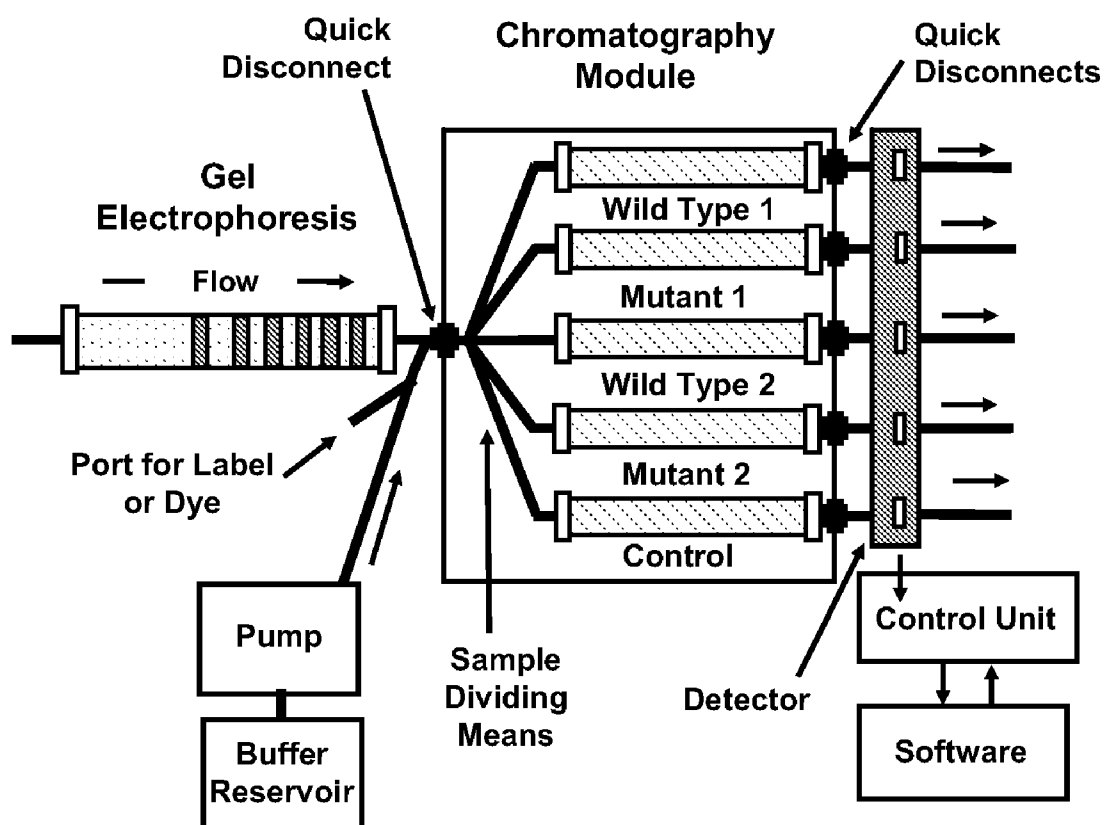 Quick
Disconnect
Chromatography
Module
Quick
Disconnects
Gel
Electrophoresis
Flow
Wild Type 1
Mutant 1
Wild Type 2
Mutant 2
Control
Port for Label
or Dye
Pump
Buffer
Reservoir
Sample
Dividing
Means
Detector
Control Unit
Software